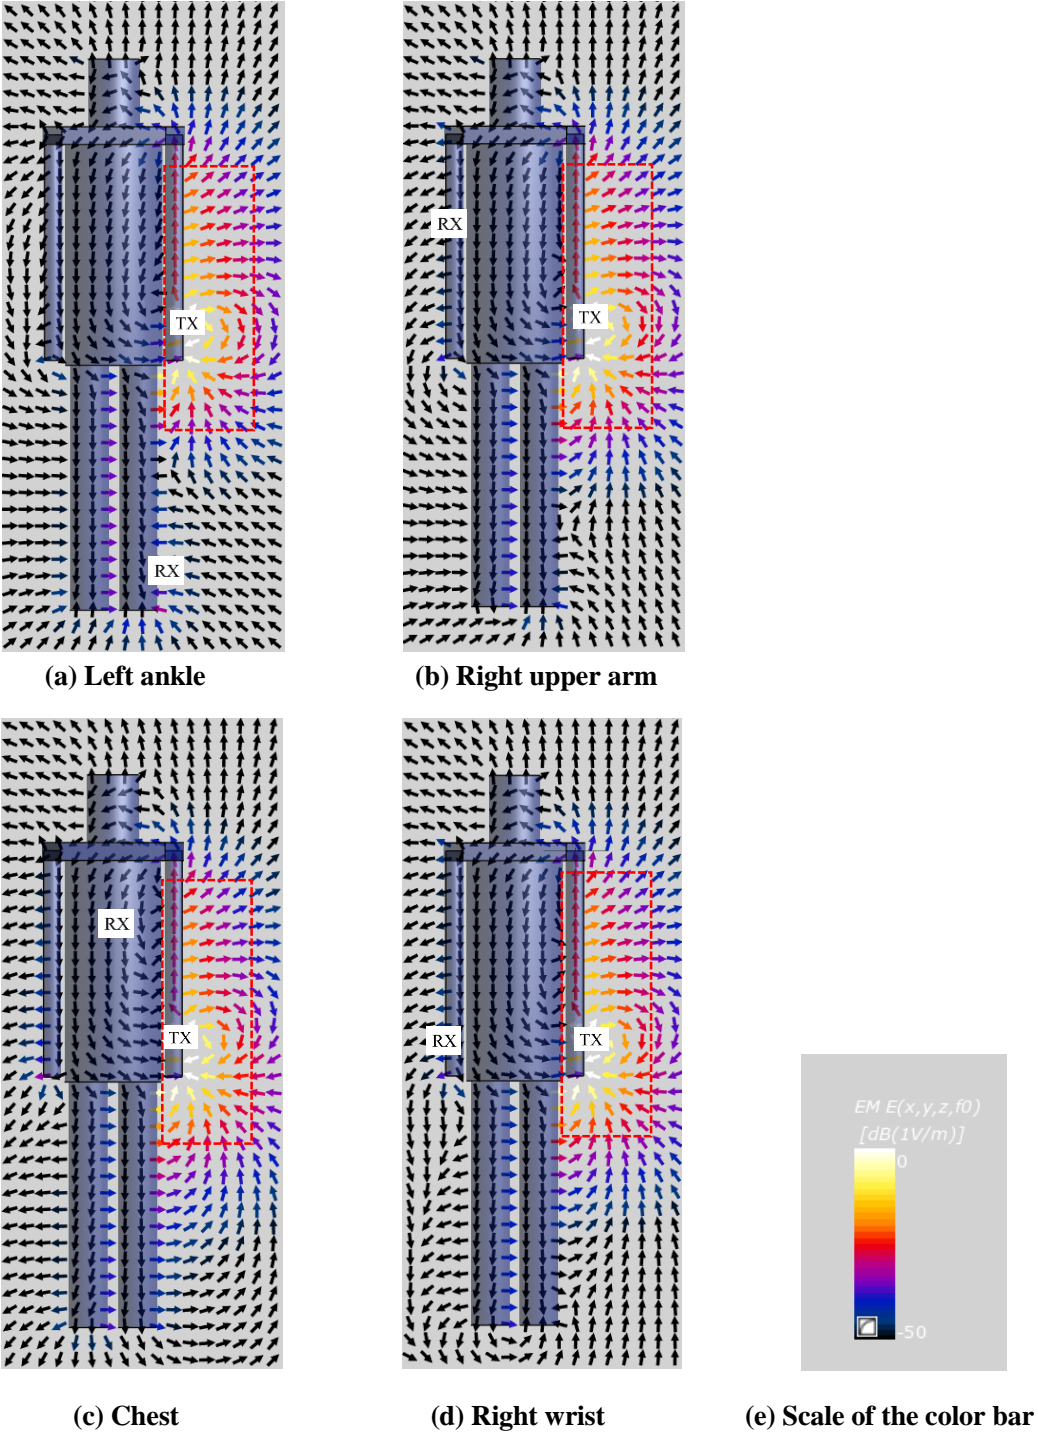 TX
RX
(a) Left ankle
RX
TX
(b) Right upper arm
RX
TX
(c) Chest
RX
TX
(d) Right wrist
EM E(x,y,z,f0)
[dB(1V/m)]
0
-50
(e) Scale of the color bar